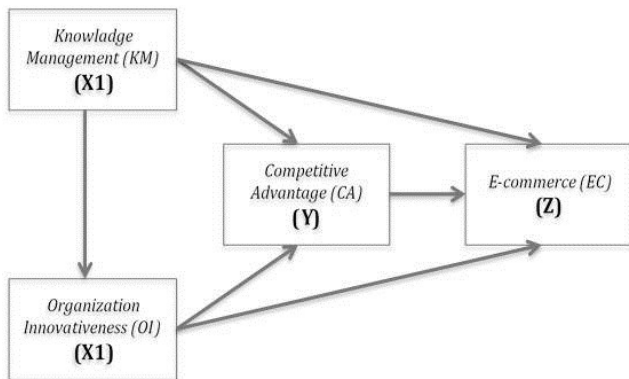 Knowladge
Management (KM)
(X1)
Competitive
Advantage (CA)
(Y)
E-commerce (EC)
(Z)
Organization
Innovativeness (OI)
(X1)